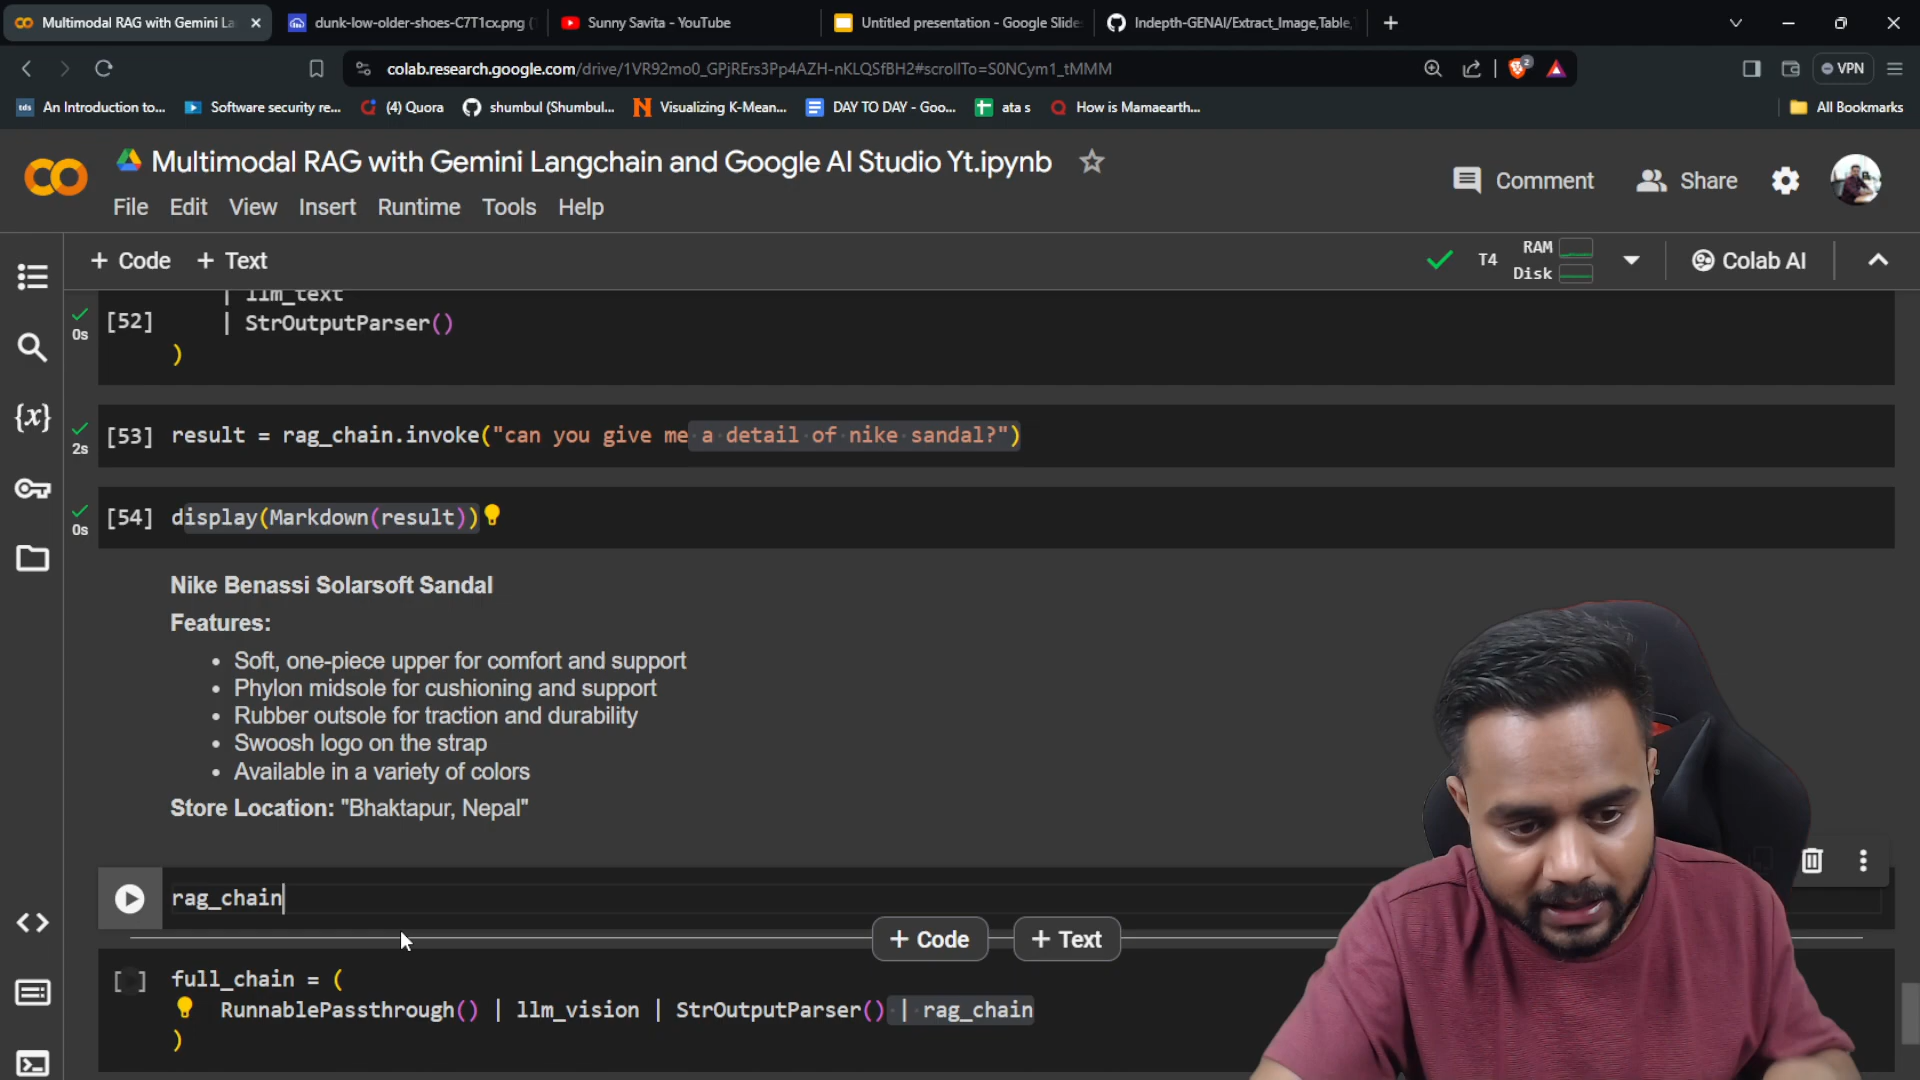 Multimodal RAG with Gemini La
dunk-low-older-shoes-C7T1cx.png (
Sunny Savita - YouTube
Untitled presentation - Google Slide
Indepth-GENAI/Extract_Image,Table,
colab.research.google.com/drive/1VR92mo0_GPjRErs3Pp4AZH-nKLQSfBH2#scrollTo=S0NCym1_tMMM
2
VPN
An Introduction to...
Software security re...
(4) Quora
shumbul (Shumbul...
Visualizing K-Mean...
DAY TO DAY - Goo...
ata s
How is Mamaearth...
All Bookmarks
Multimodal RAG with Gemini Langchain and Google AI Studio Yt.ipynb
Comment
Share
File Edit View Insert Runtime Tools Help
+ Code + Text
T4
RAM
Disk
Colab AI
| llm_text
[52] | StrOutputParser()
0s
)
[53] result = rag_chain.invoke("can you give me a detail of nike sandal?")
2s
[54] display(Markdown(result))
0s
Nike Benassi Solarsoft Sandal
Features:
• Soft, one-piece upper for comfort and support
• Phylon midsole for cushioning and support
• Rubber outsole for traction and durability
• Swoosh logo on the strap
• Available in a variety of colors
Store Location: "Bhaktapur, Nepal"
rag_chain
+ Code
+ Text
[ ] full_chain = (
RunnablePassthrough() | llm_vision | StrOutputParser() | rag_chain
)